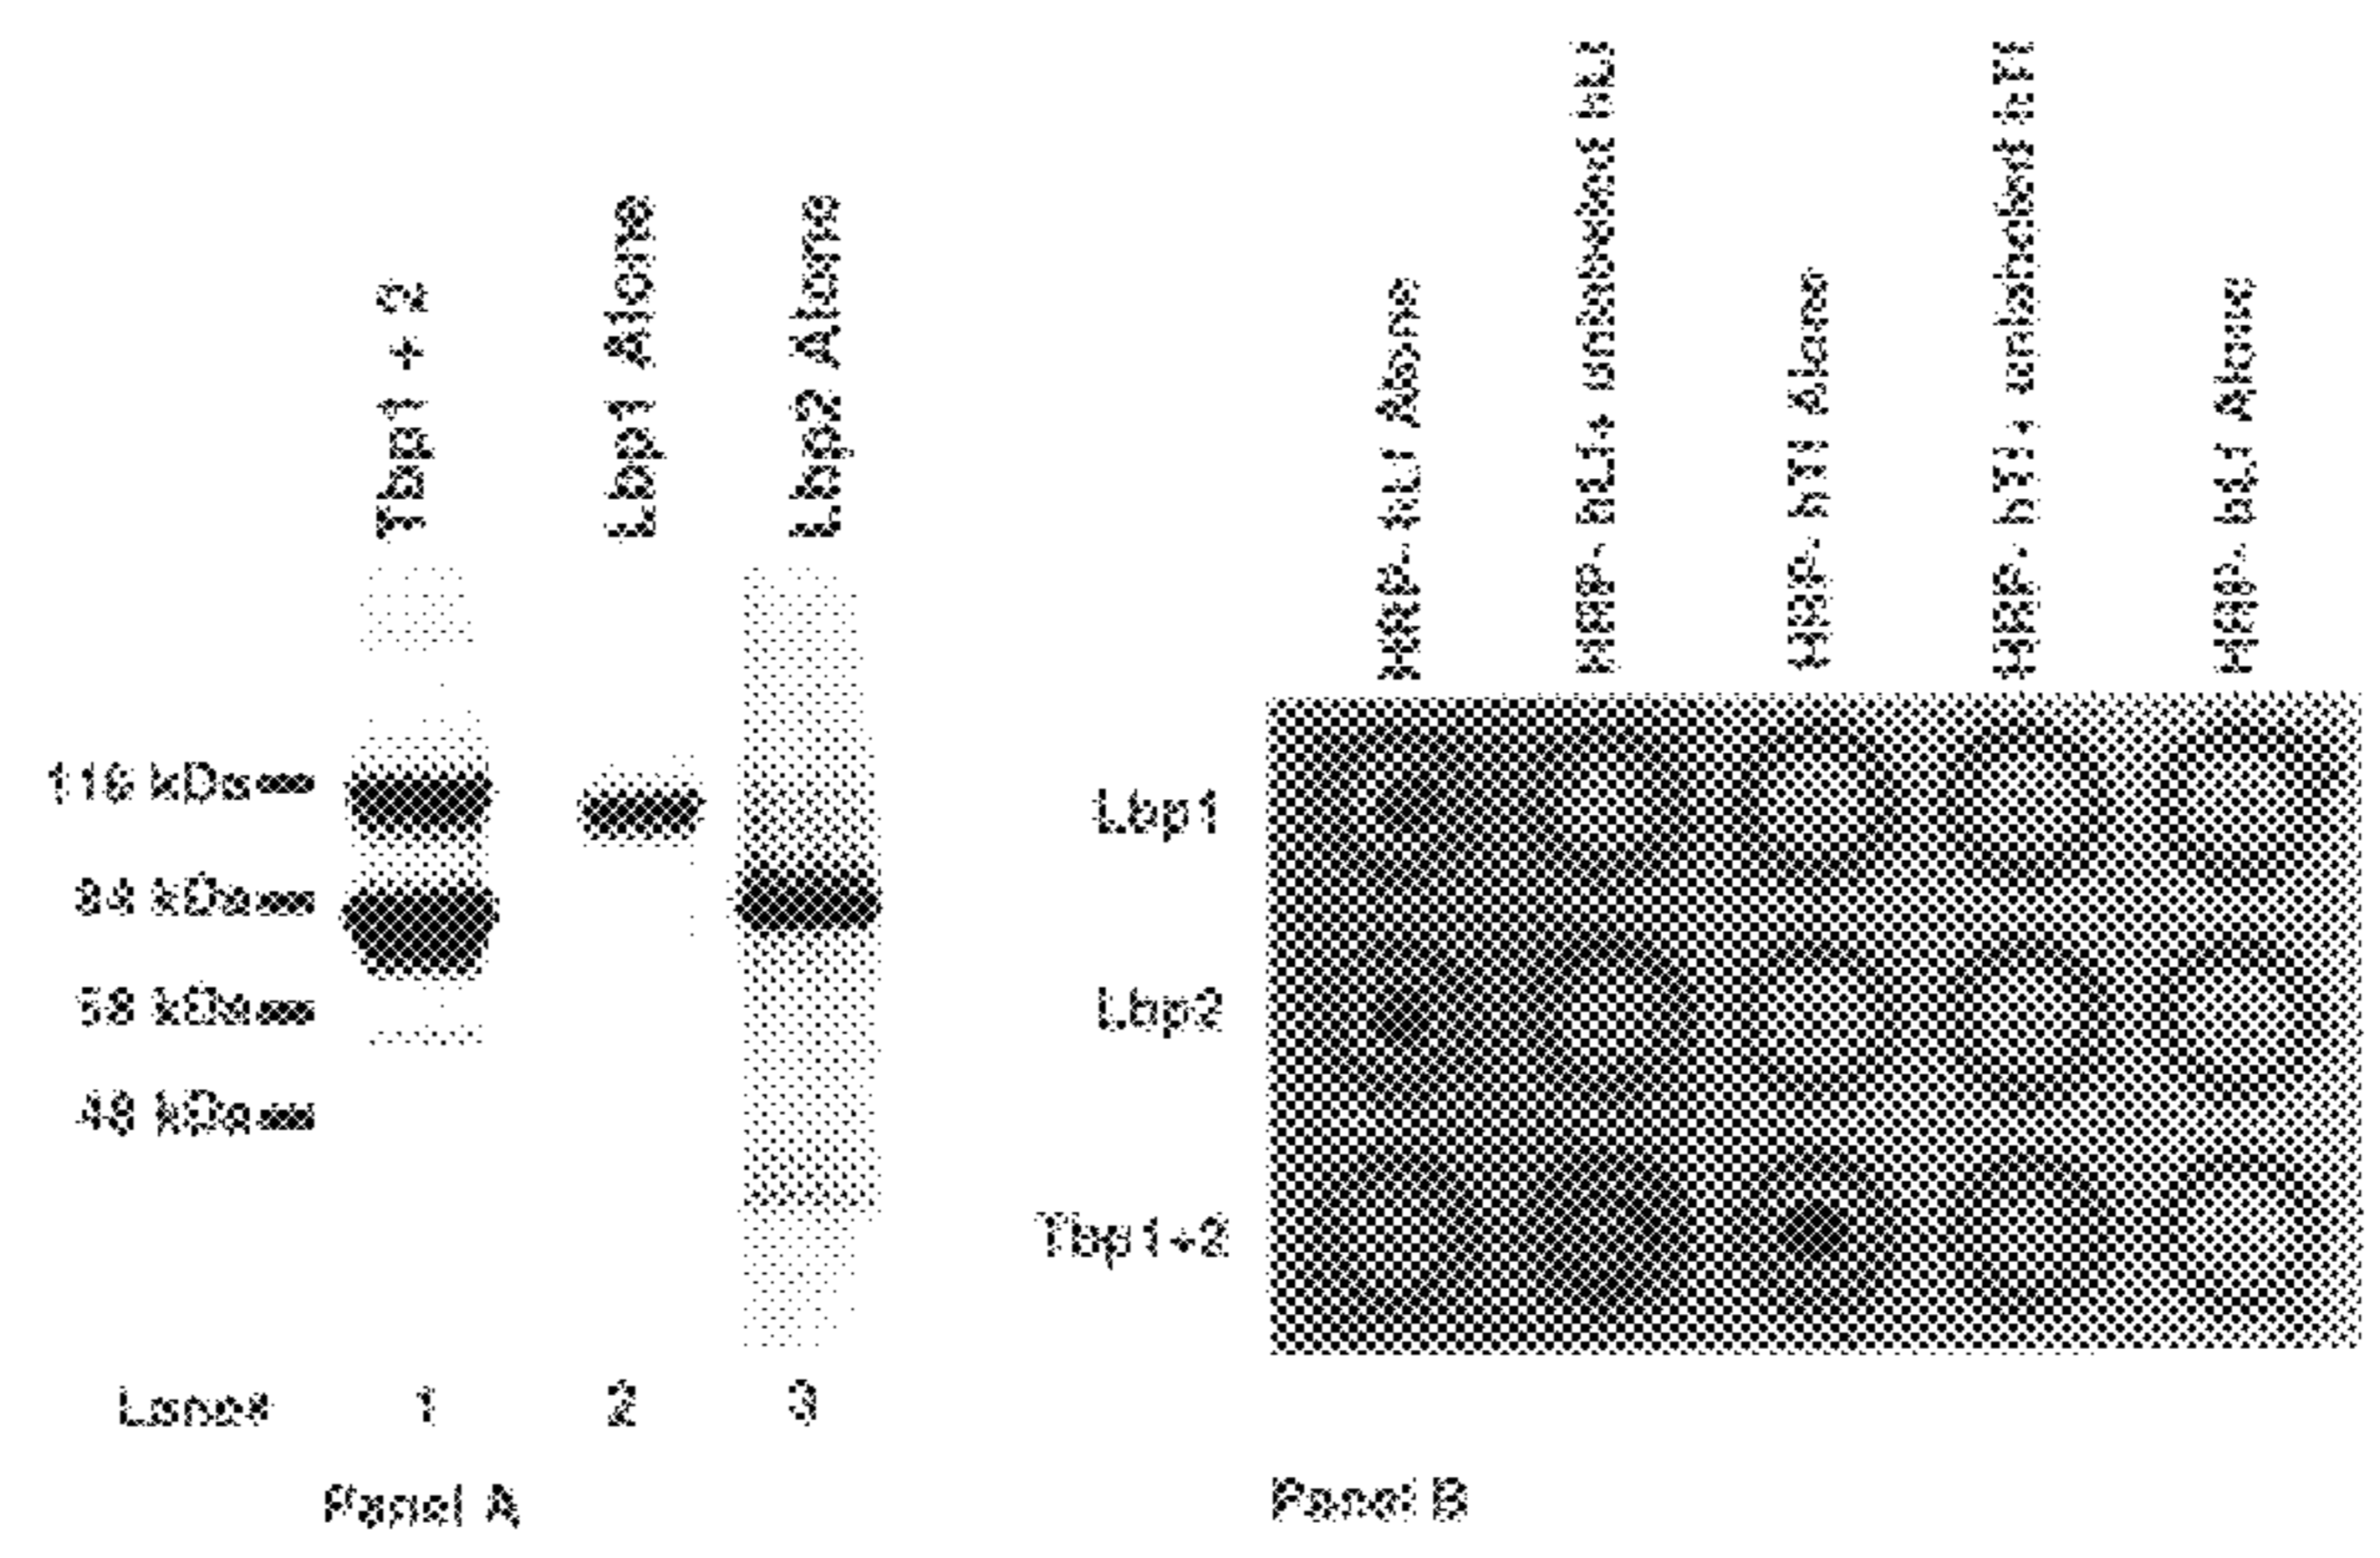 Tbp1 + 2
Lbp1 Alone
Lbp2 Alone
116 kDa
84 kDa
58 kDa
48 kDa
Lane#
1 2 3
Panel A
HRP-hLf Alone
HRP-hLf+ unlabeled hLf
HRP-hTf Alone
HRP-hTf+ unlabeled hTf
HRP-bLf Alone
Lbp1
Lbp2
Tbp1+2
Panel B